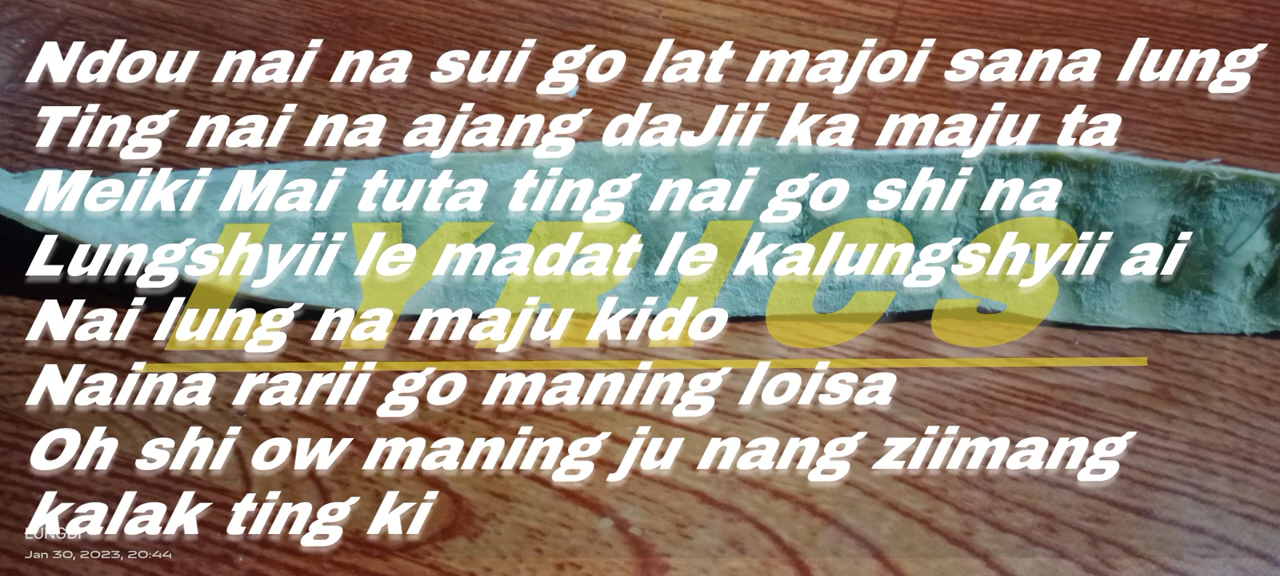 Ndou nai na sui go lat majoi sana lung
Ting nai na ajang daJii ka maju ta
Meiki Mai tuta ting nai go shi na
Lungshyii le madat le kalungshyii ai
LYRICS
Nai lung na maju kido
Naina rarii go maning loisa
Oh shi ow maning ju nang ziimang
kalak ting ki
Jan 30, 2023, 20:44